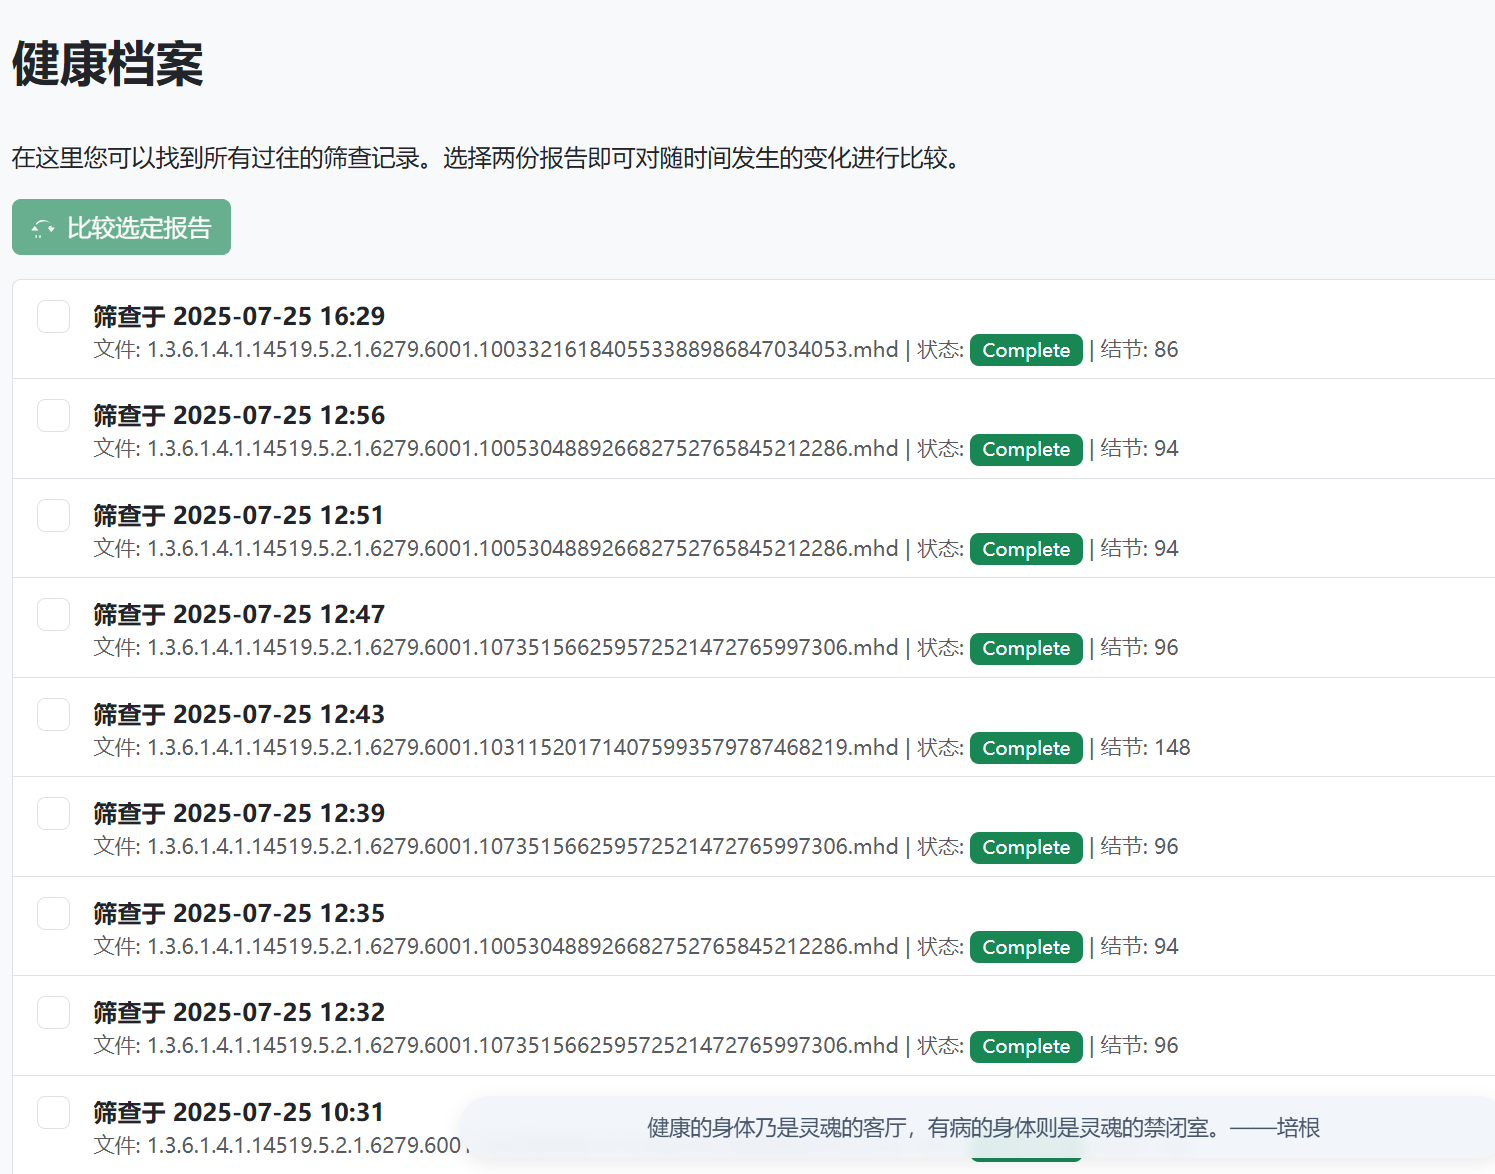 健康档案
在这里您可以找到所有过往的筛查记录。选择两份报告即可对随时间发生的变化进行比较。
比较选定报告
筛查于 2025-07-25 16:29
文件: 1.3.6.1.4.1.14519.5.2.1.6279.6001.100332161840553388986847034053.mhd | 状态: Complete | 结节: 86
筛查于 2025-07-25 12:56
文件: 1.3.6.1.4.1.14519.5.2.1.6279.6001.100530488926682752765845212286.mhd | 状态: Complete | 结节: 94
筛查于 2025-07-25 12:51
文件: 1.3.6.1.4.1.14519.5.2.1.6279.6001.100530488926682752765845212286.mhd | 状态: Complete | 结节: 94
筛查于 2025-07-25 12:47
文件: 1.3.6.1.4.1.14519.5.2.1.6279.6001.107351566259572521472765997306.mhd | 状态: Complete | 结节: 96
筛查于 2025-07-25 12:43
文件: 1.3.6.1.4.1.14519.5.2.1.6279.6001.103115201714075993579787468219.mhd | 状态: Complete | 结节: 148
筛查于 2025-07-25 12:39
文件: 1.3.6.1.4.1.14519.5.2.1.6279.6001.107351566259572521472765997306.mhd | 状态: Complete | 结节: 96
筛查于 2025-07-25 12:35
文件: 1.3.6.1.4.1.14519.5.2.1.6279.6001.100530488926682752765845212286.mhd | 状态: Complete | 结节: 94
筛查于 2025-07-25 12:32
文件: 1.3.6.1.4.1.14519.5.2.1.6279.6001.107351566259572521472765997306.mhd | 状态: Complete | 结节: 96
筛查于 2025-07-25 10:31
健康的身体乃是灵魂的客厅，有病的身体则是灵魂的禁闭室。——培根
文件: 1.3.6.1.4.1.14519.5.2.1.6279.600